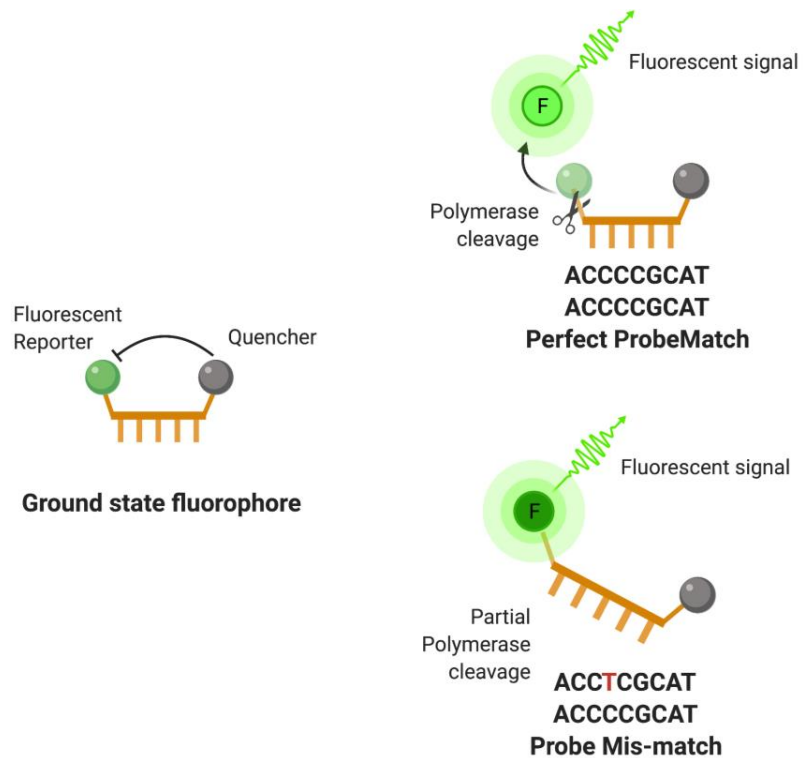 Fluorescent
Reporter
Quencher
Ground state fluorophore
F
Fluorescent signal
Polymerase
cleavage
ACCCCGCAT
ACCCCGCAT
Perfect ProbeMatch
F
Fluorescent signal
Partial
Polymerase
cleavage
ACCTCGCAT
ACCCCGCAT
Probe Mis-match